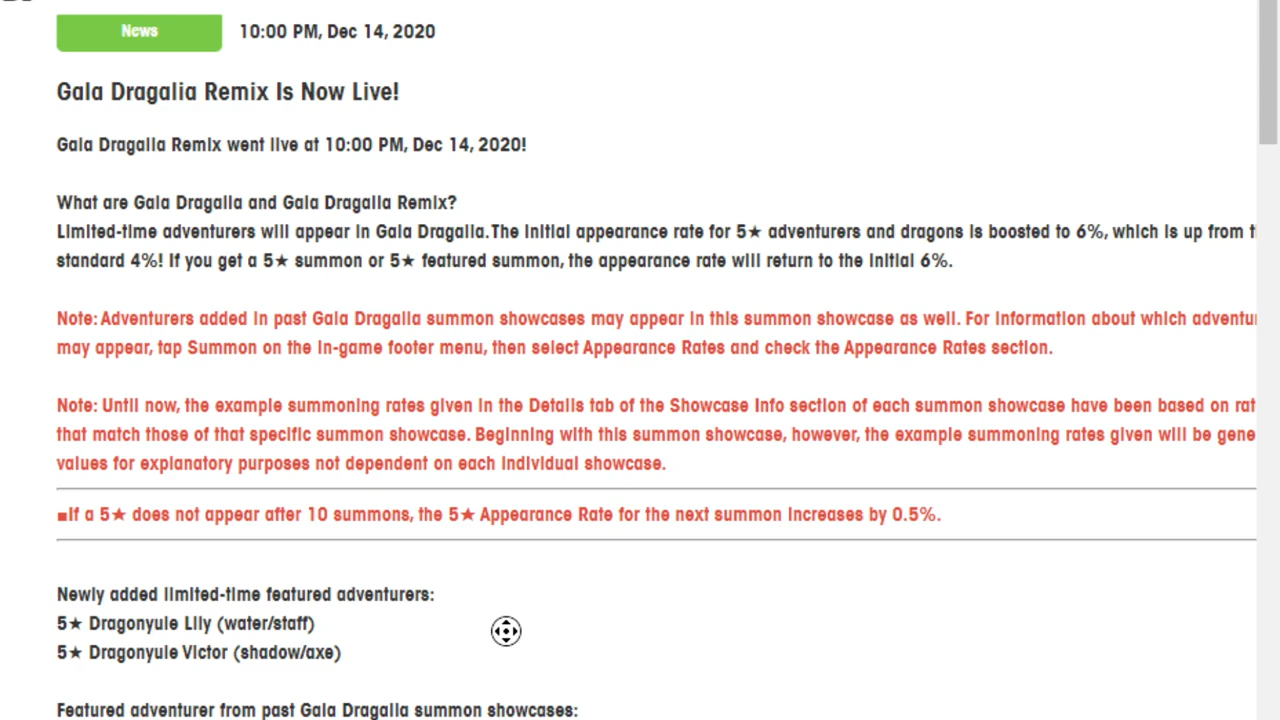 News 10:00 PM, Dec 14, 2020
Gala Dragalia Remix Is Now Live!
Gala Dragalia Remix went live at 10:00 PM, Dec 14, 2020!
What are Gala Dragalia and Gala Dragalia Remix?
Limited-time adventurers will appear in Gala Dragalia.The initial appearance rate for 5★ adventurers and dragons is boosted to 6%, which is up from
standard 4%! If you get a 5★ summon or 5★ featured summon, the appearance rate will return to the initial 6%.
Note: Adventurers added in past Gala Dragalia summon showcases may appear in this summon showcase as well. For information about which
may appear, tap Summon on the in-game footer menu, then select Appearance Rates and check the Appearance Rates section.
Note: Until now, the example summoning rates given in the Details tab of the Showcase Info section of each summon showcase have been based on
that match those of that specific summon showcase. Beginning with this summon showcase, however, the example summoning rates given will be
values for explanatory purposes not dependent on each individual showcase.
■If a 5★ does not appear after 10 summons, the 5★ Appearance Rate for the next summon increases by 0.5%.
Newly added limited-time featured adventurers:
5★ Dragonyule Lily (water/staff)
5★ Dragonyule Victor (shadow/axe)
Featured adventurer from past Gala Dragalia summon showcases: